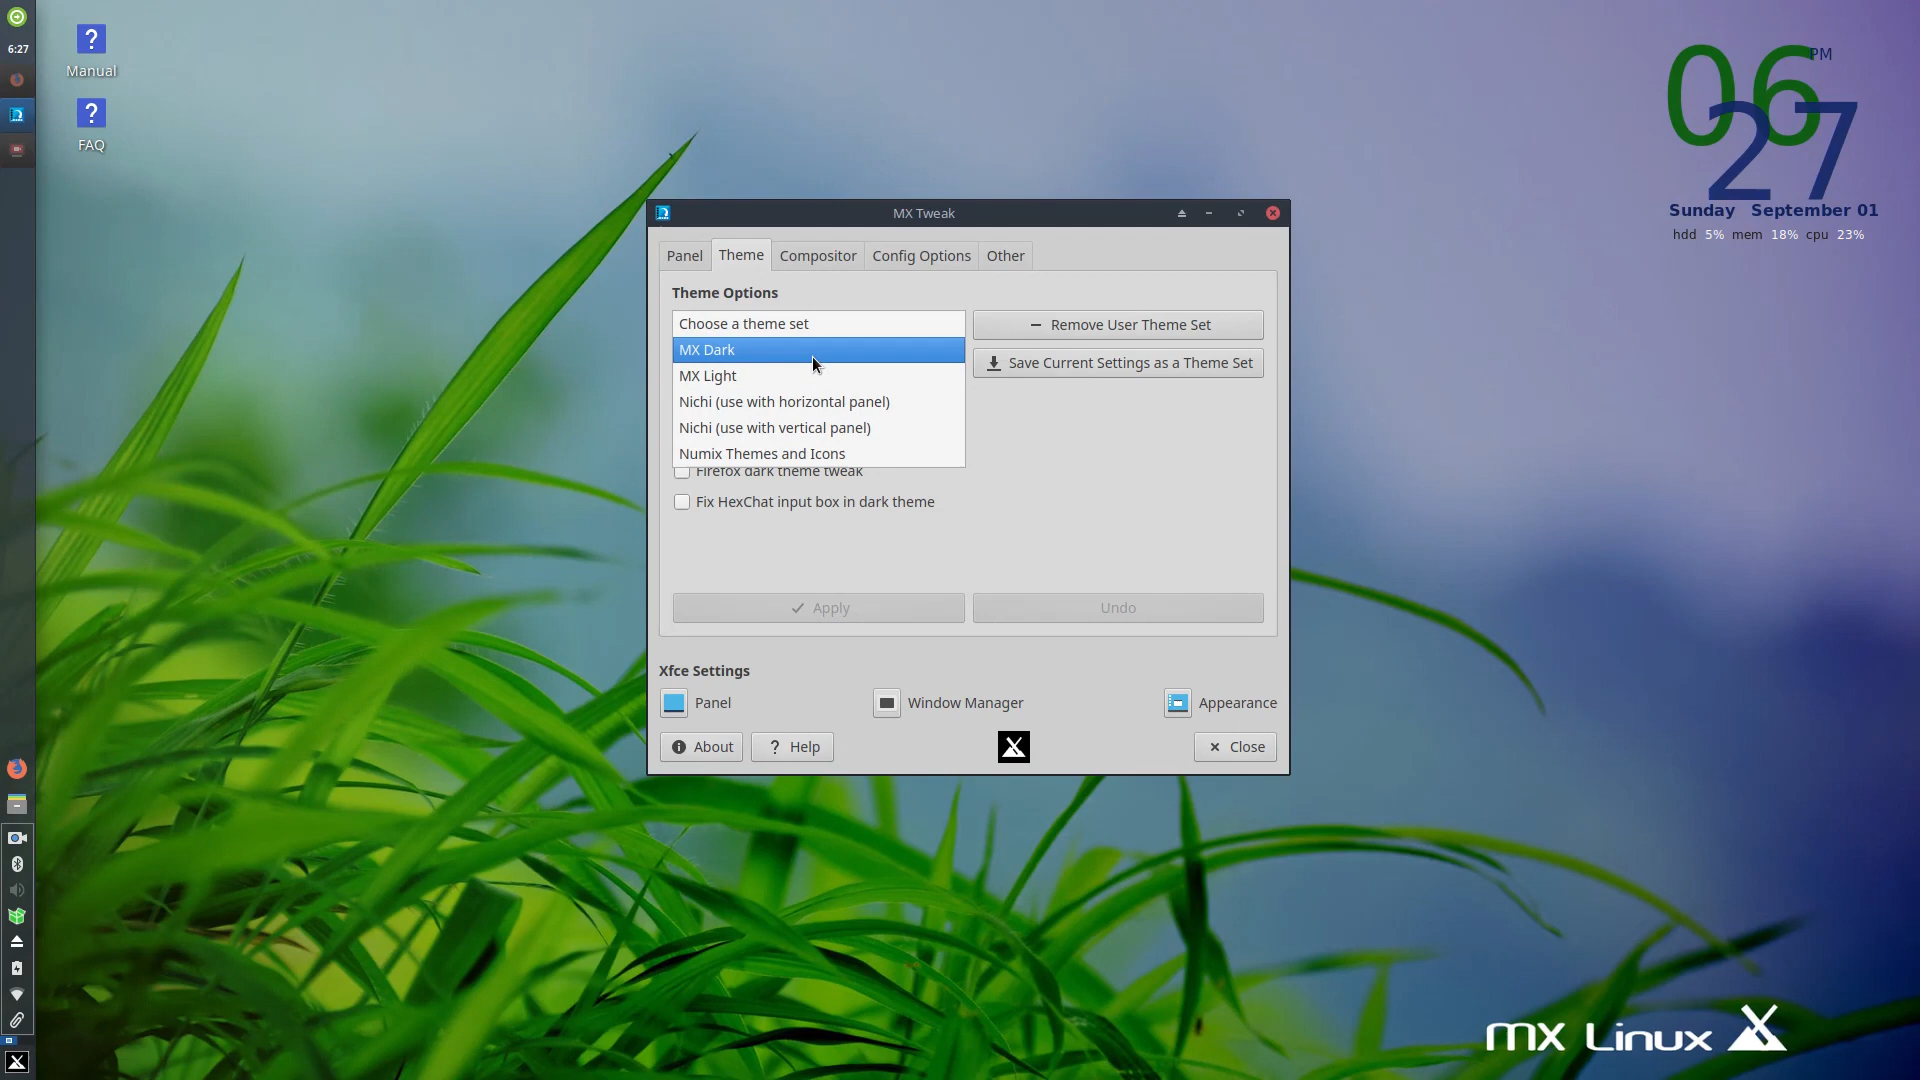 6:27
Manual
FAQ
06 PM
27
Sunday September 01
hdd 5% mem 18% cpu 23%
MX Tweak
Panel Theme Compositor Config Options Other
Theme Options
Choose a theme set
MX Dark
MX Light
Nichi (use with horizontal panel)
Nichi (use with vertical panel)
Numix Themes and Icons
Remove User Theme Set
Save Current Settings as a Theme Set
Firefox dark theme tweak
Fix HexChat input box in dark theme
Apply Undo
Xfce Settings
Panel Window Manager Appearance
About ? Help Close
mx Linux